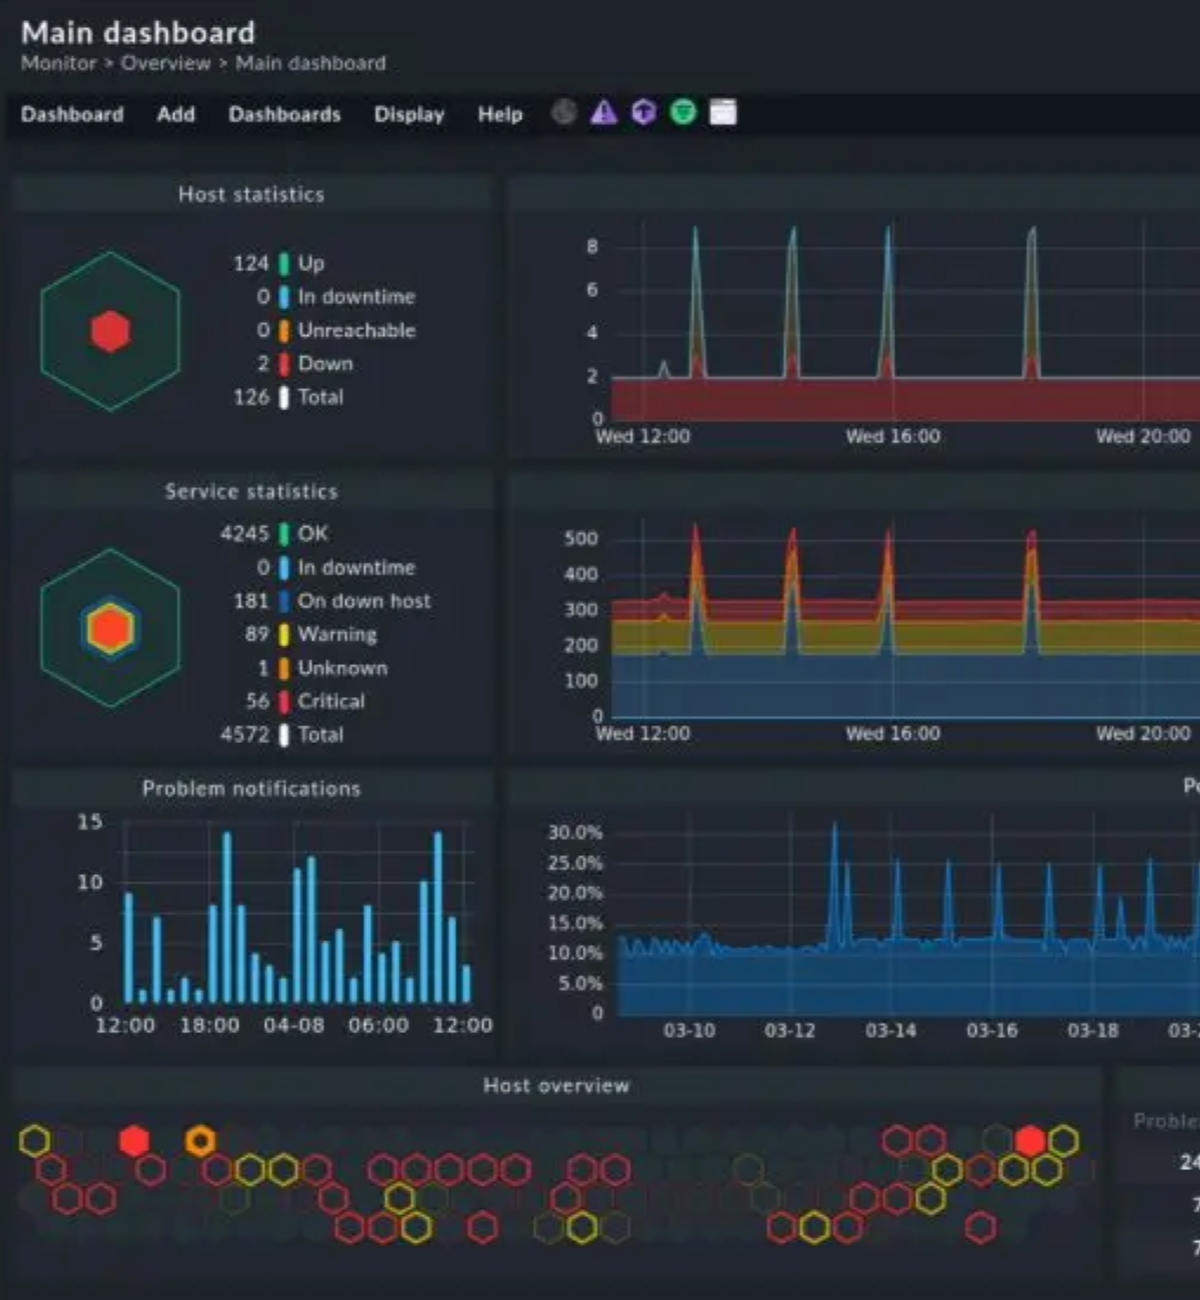 Main dashboard
Monitor > Overview > Main dashboard
Dashboard Add Dashboards Display Help
Host statistics
124 Up
0 In downtime
0 Unreachable
2 Down
126 Total
8
6
4
2
0
Wed 12:00 Wed 16:00 Wed 20:00
Service statistics
4245 OK
0 In downtime
181 On down host
89 Warning
1 Unknown
56 Critical
4572 Total
500
400
300
200
100
0
Wed 12:00 Wed 16:00 Wed 20:00
Problem notifications
15
10
5
0
12:00 18:00 04-08 06:00 12:00
30.0%
25.0%
20.0%
15.0%
10.0%
5.0%
0
03-10 03-12 03-14 03-16 03-18 03-
Host overview
Proble
24
7
7